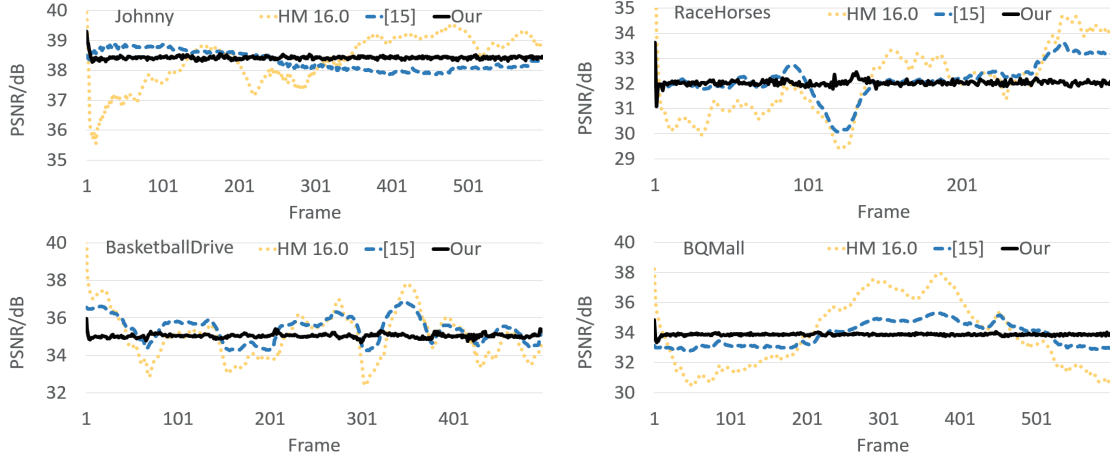 Johnny
HM 16.0 [15] Our
PSNR/dB
40
39
38
37
36
35
1 101 201 301 401 501
Frame
RaceHorses
HM 16.0 [15] Our
PSNR/dB
35
34
33
32
31
30
29
1 101 201
Frame
BasketballDrive
HM 16.0 [15] Our
PSNR/dB
40
38
36
34
32
1 101 201 301 401
Frame
BQMall
HM 16.0 [15] Our
PSNR/dB
40
38
36
34
32
30
1 101 201 301 401 501
Frame